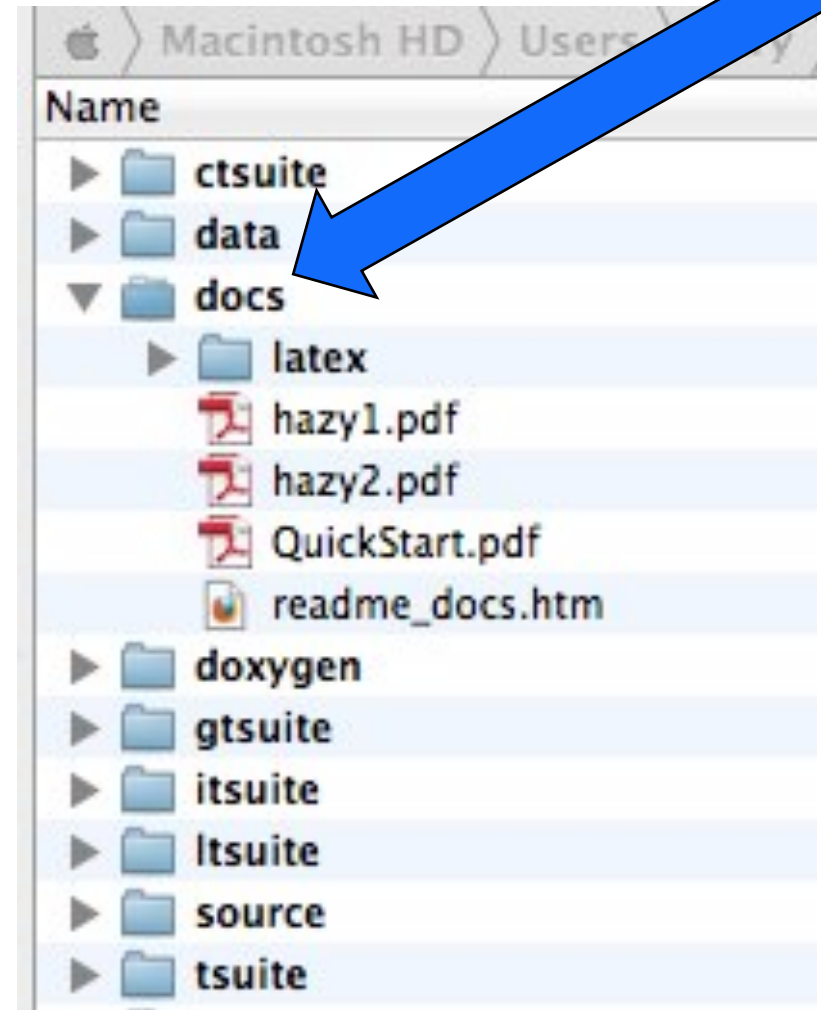 Macintosh HD Users
Name
ctsuite
data
docs
latex
hazy1.pdf
hazy2.pdf
QuickStart.pdf
readme_docs.htm
doxygen
gtsuite
itsuite
ltsuite
source
tsuite